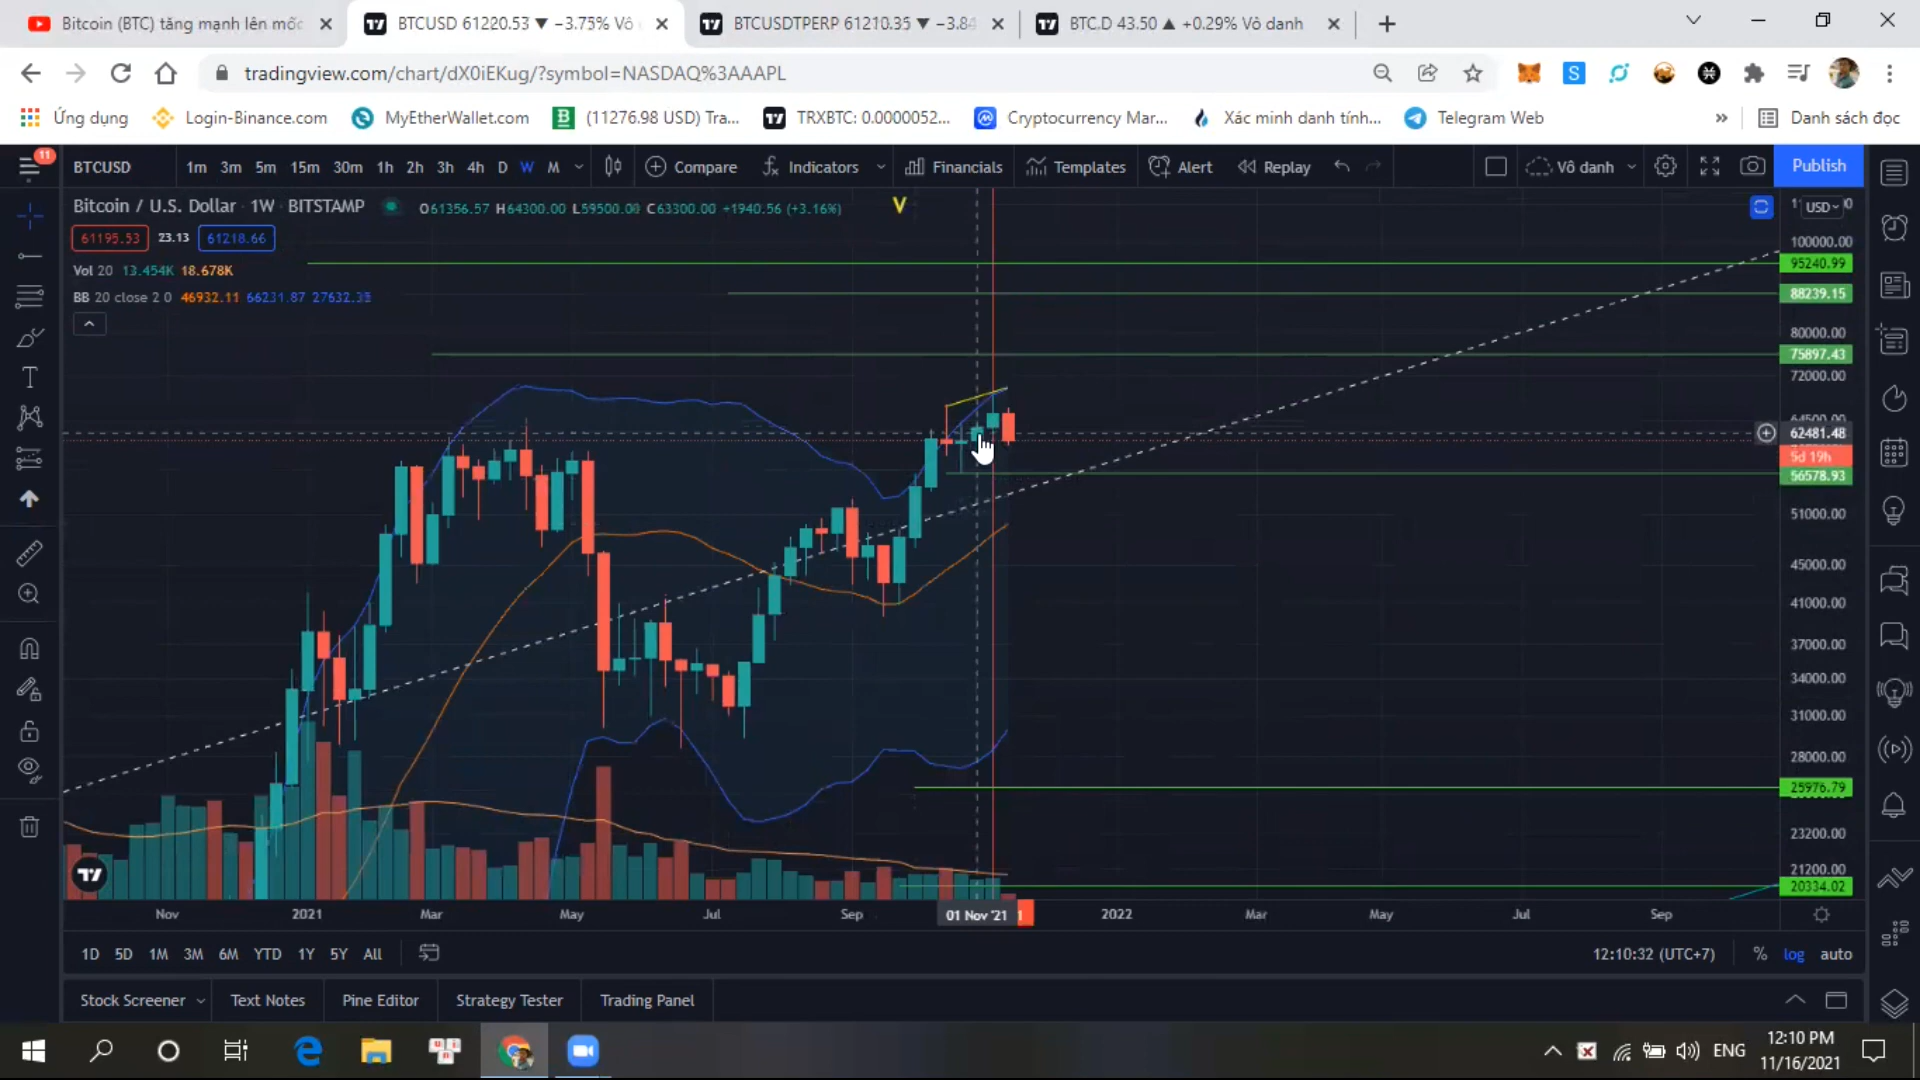 Bitcoin (BTC) tăng mạnh lên mốc
BTCUSD 61220.53 ▼ −3.75% Vô
BTCUSDTPERP 61210.35 ▼ −3.84
BTC.D 43.50 ▲ +0.29% Vô danh
tradingview.com/chart/dX0iEKug/?symbol=NASDAQ%3AAAPL
Ứng dụng
Login-Binance.com
MyEtherWallet.com
(11276.98 USD) Tra...
TRXBTC: 0.0000052...
Cryptocurrency Mar...
Xác minh danh tính...
Telegram Web
»
Danh sách đọc
11
BTCUSD
1m 3m 5m 15m 30m 1h 2h 3h 4h D W M
Compare
Indicators
Financials
Templates
Alert
Replay
Vô danh
Publish
Bitcoin / U.S. Dollar · 1W · BITSTAMP
O61356.57 H64300.00 L59500.00 C63300.00 +1940.56 (+3.16%)
V
USD
61195.53 23.13 61218.66
Vol 20 13.454K 18.678K
BB 20 close 2 0 46932.11 66231.87 27632.35
100000.00
95240.99
88239.15
80000.00
75897.43
72000.00
64500.00
62481.48
5d 19h
56578.93
51000.00
45000.00
41000.00
37000.00
34000.00
31000.00
28000.00
25976.79
23200.00
21200.00
20334.02
Nov 2021 Mar May Jul Sep 01 Nov '21 2022 Mar May Jul Sep
1D 5D 1M 3M 6M YTD 1Y 5Y All
12:10:32 (UTC+7)
% log auto
Stock Screener
Text Notes
Pine Editor
Strategy Tester
Trading Panel
ENG
12:10 PM
11/16/2021